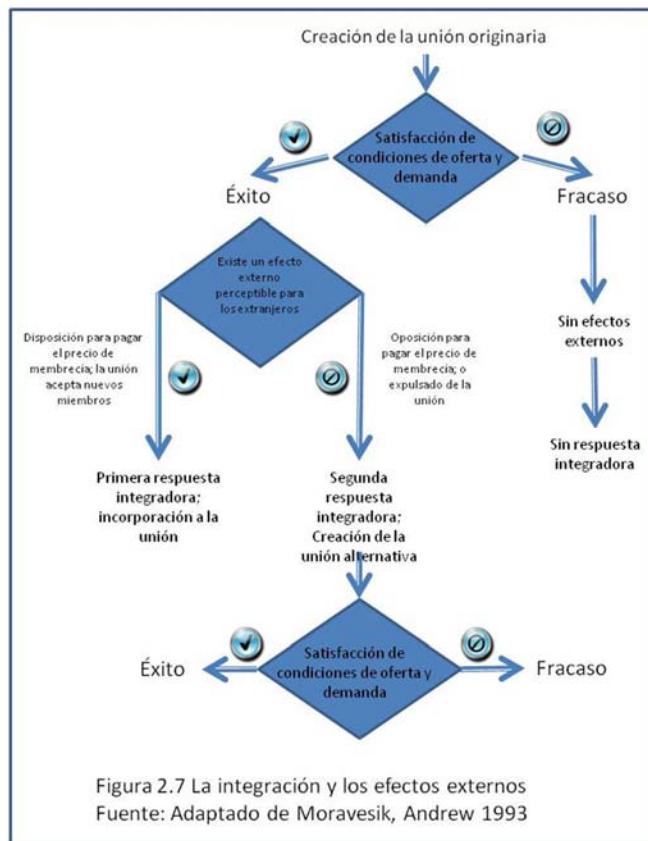 Creación de la unión originaria
Satisfacción de
condiciones de oferta y
demanda
Éxito
Fracaso
Existe un efecto
externo
perceptible para
los extranjeros
Disposición para pagar
el precio de
membrecia; la unión
acepta nuevos
miembros
Oposición para
pagar el precio de
membrecia; o
expulsado de la
unión
Sin efectos
externos
Sin respuesta
integradora
Primera respuesta
integradora;
incorporación a la
unión
Segunda
respuesta
integradora;
Creación de la
unión alternativa
Satisfacción de
condiciones de oferta y
demanda
Éxito
Fracaso
Figura 2.7 La integración y los efectos externos
Fuente: Adaptado de Moravesik, Andrew 1993